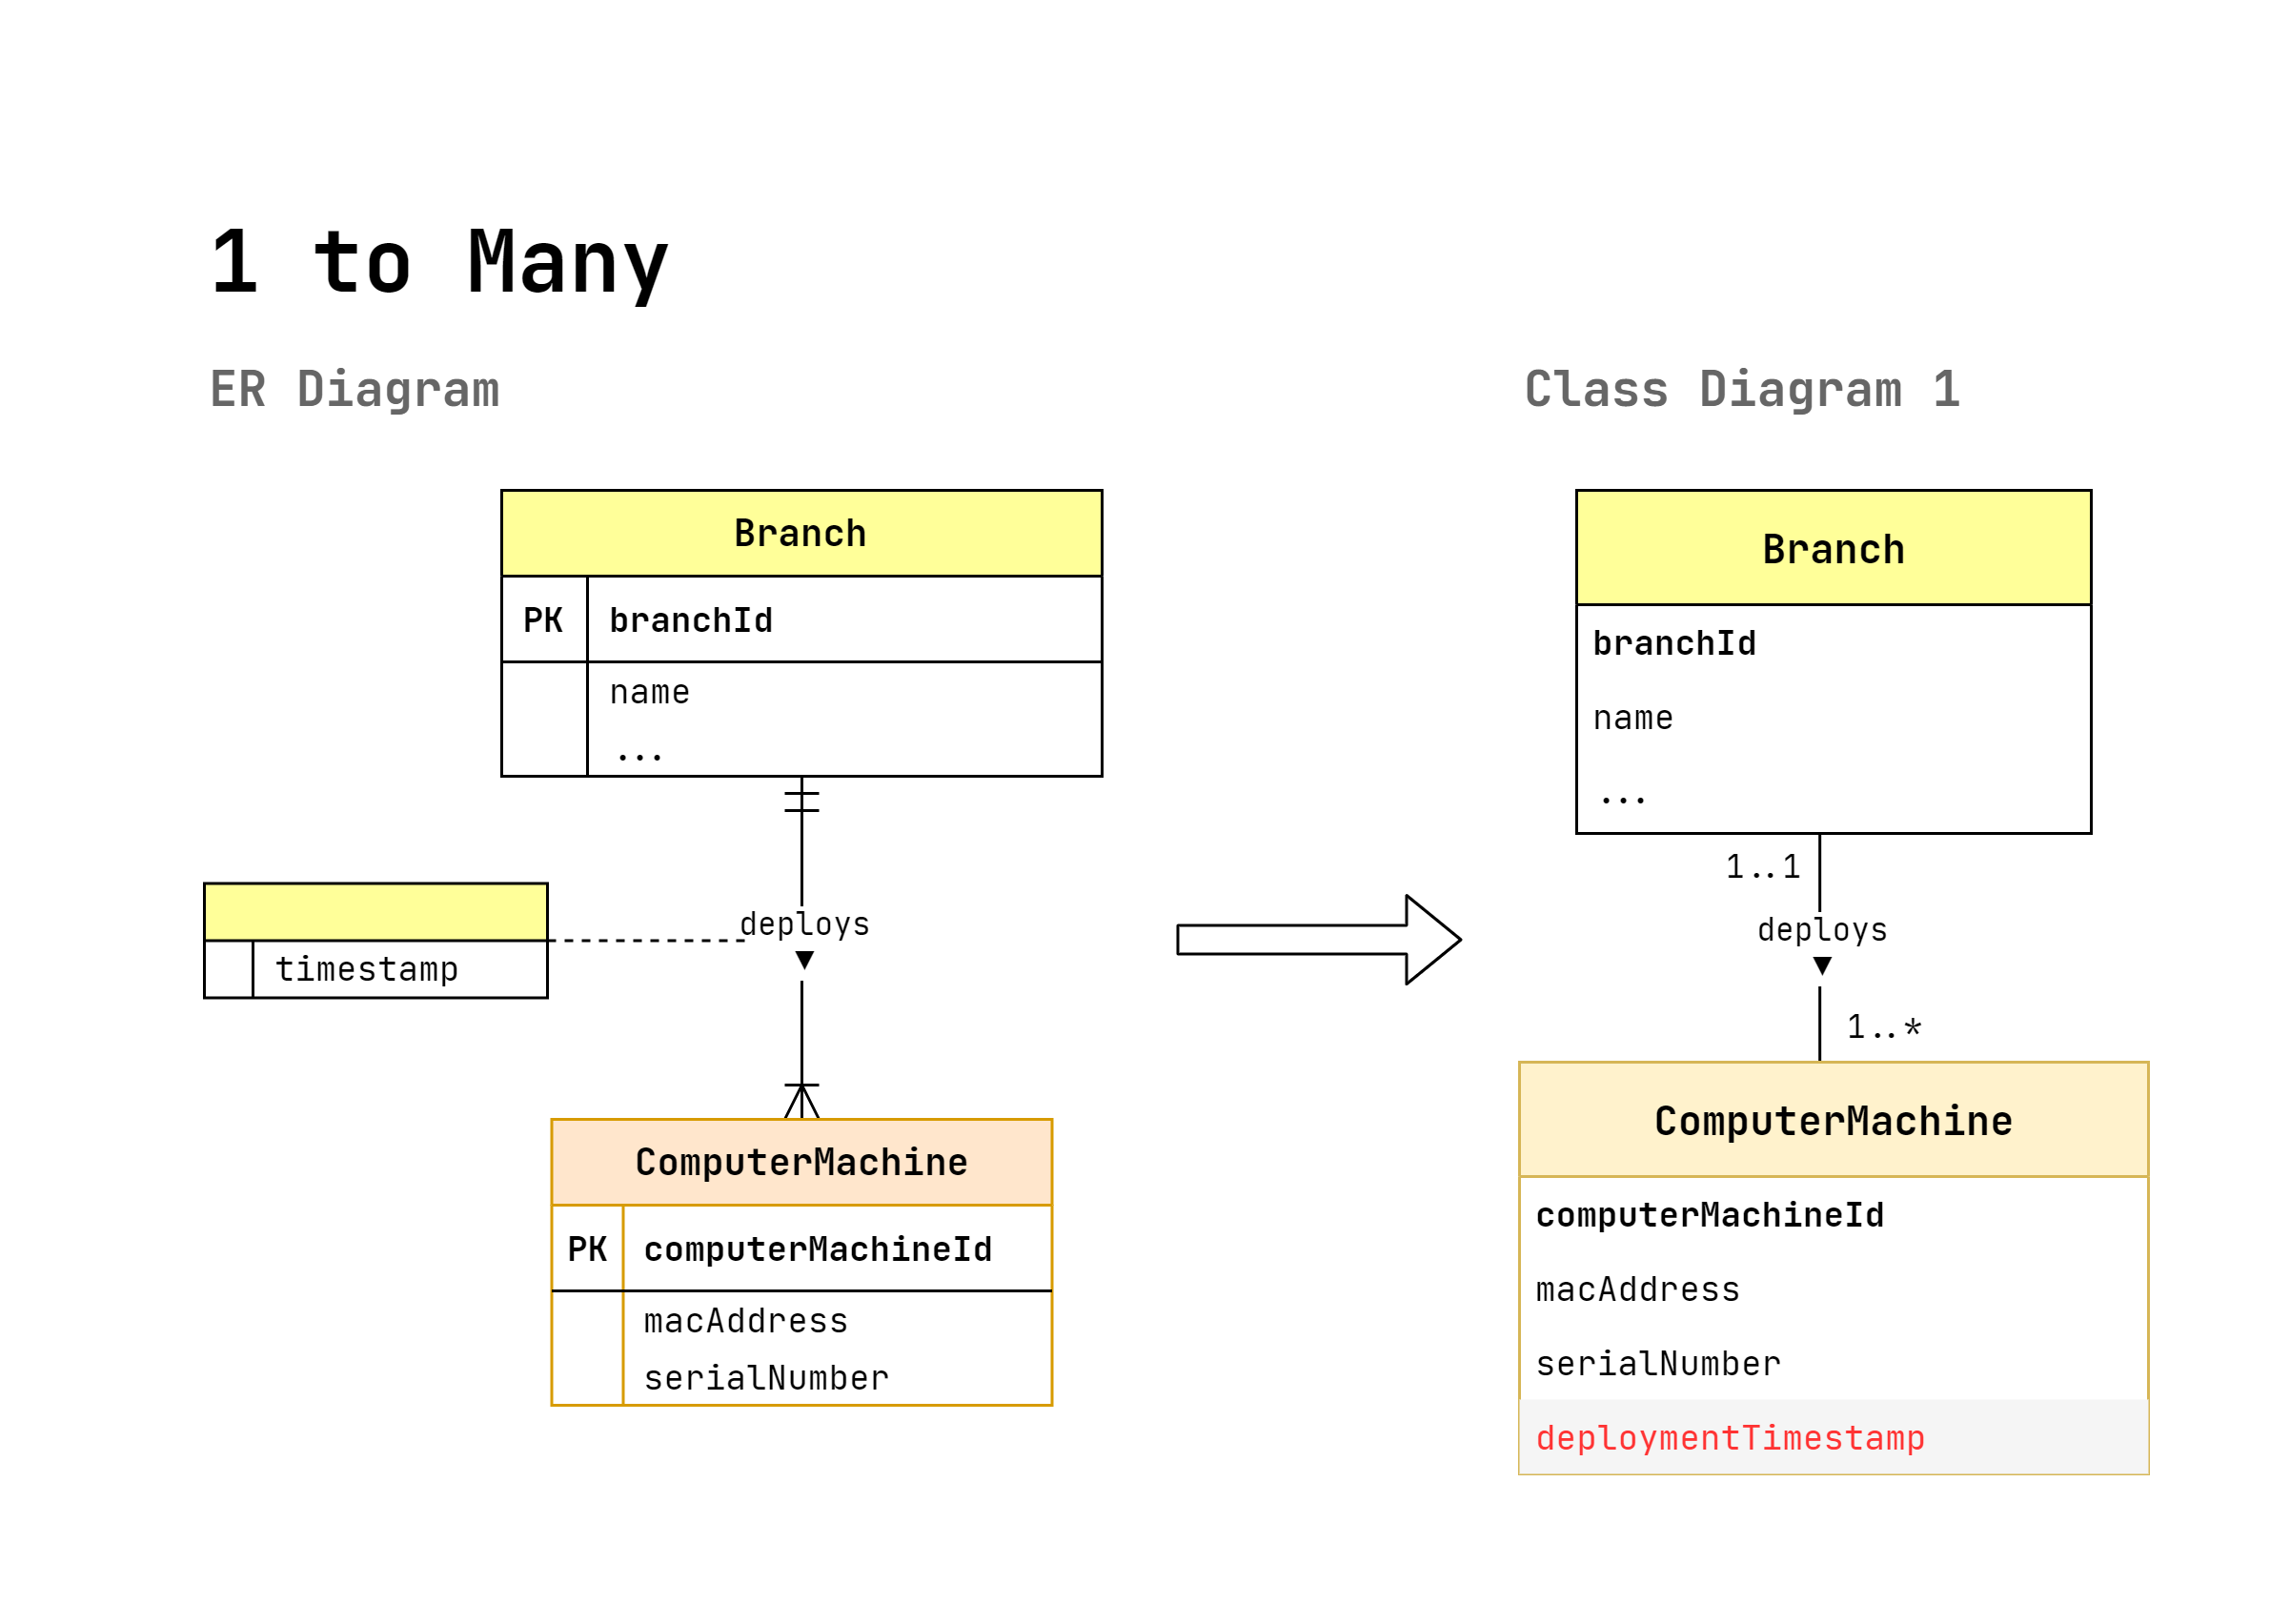 1 to Many
ER Diagram
Branch
PK branchId
name
...
deploys
▼
timestamp
ComputerMachine
PK computerMachineId
macAddress
serialNumber
Class Diagram 1
Branch
branchId
name
...
1..1
deploys
▼
1..*
ComputerMachine
computerMachineId
macAddress
serialNumber
deploymentTimestamp